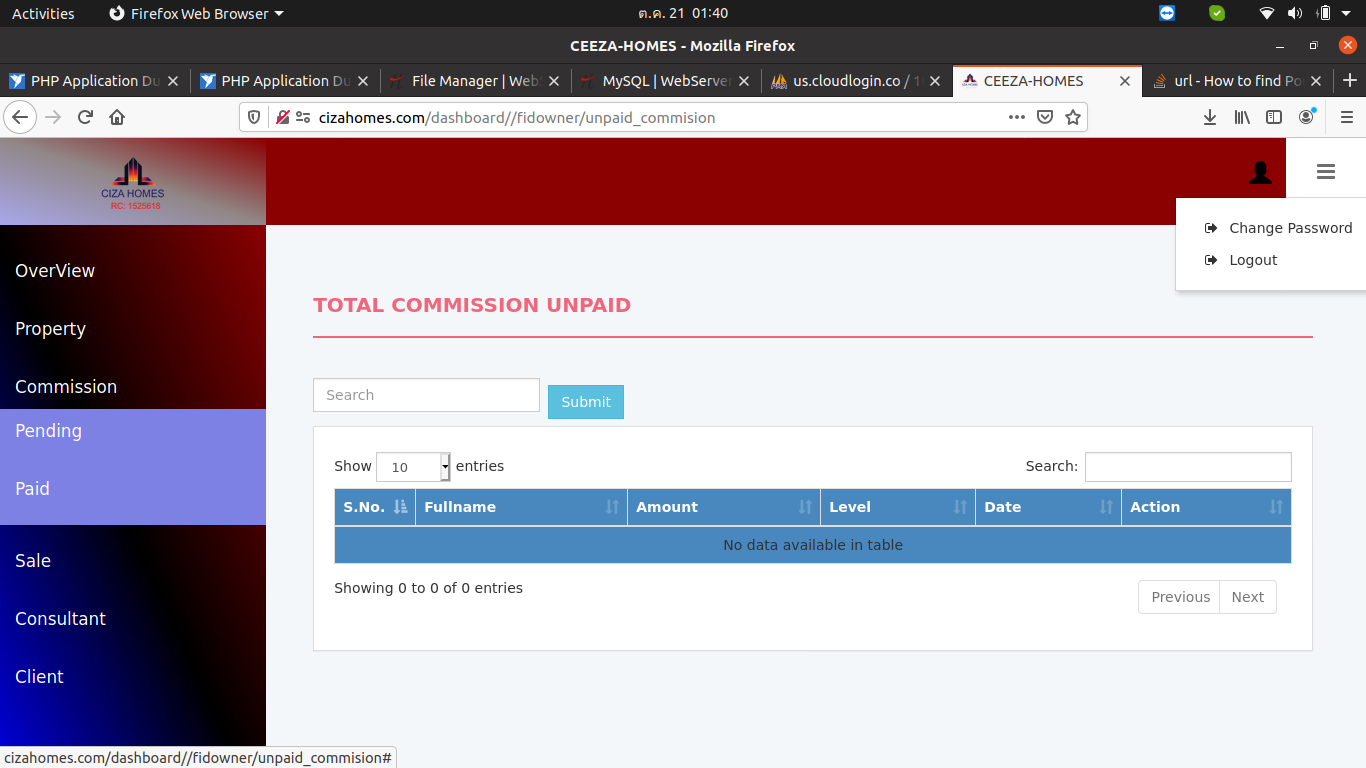 Activities
Firefox Web Browser
ต.ค. 21 01:40
CEEZA-HOMES - Mozilla Firefox
PHP Application Du
PHP Application Du
File Manager | WebS
MySQL | WebServer
us.cloudlogin.co / 1
CEEZA-HOMES
url - How to find Po
cizahomes.com/dashboard//fidowner/unpaid_commision
CIZA HOMES
RC: 1525618
Change Password
Logout
OverView
Property
Commission
Pending
Paid
Sale
Consultant
Client
TOTAL COMMISSION UNPAID
Search
Submit
Show 10 entries
Search:
S.No. Fullname Amount Level Date Action
No data available in table
Showing 0 to 0 of 0 entries
Previous Next
cizahomes.com/dashboard//fidowner/unpaid_commision#